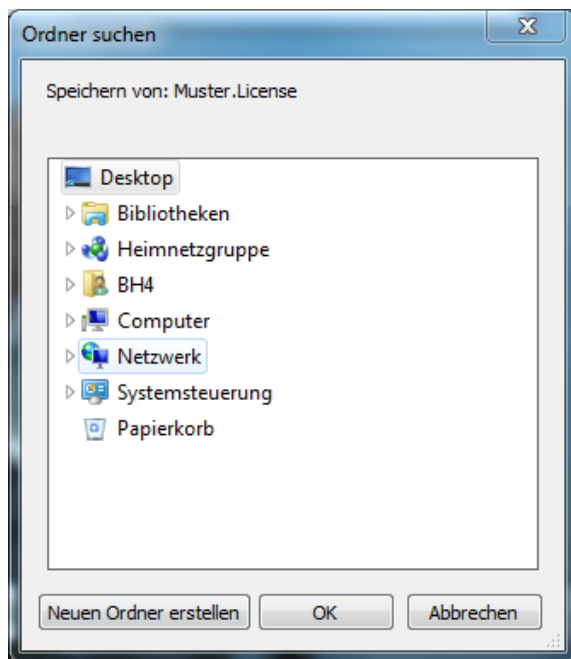 Ordner suchen
Speichern von: Muster.License
Desktop
Bibliotheken
Heimnetzgruppe
BH4
Computer
Netzwerk
Systemsteuerung
Papierkorb
Neuen Ordner erstellen OK Abbrechen